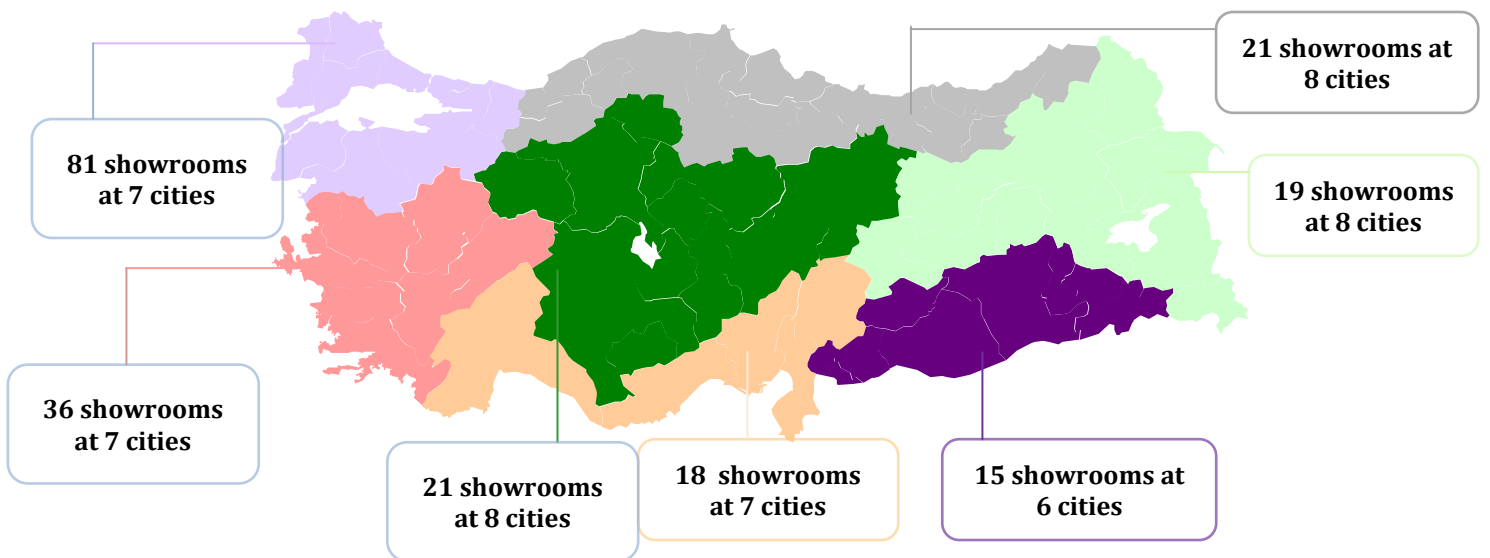 21 showrooms at
8 cities
81 showrooms
at 7 cities
19 showrooms
at 8 cities
36 showrooms
at 7 cities
21 showrooms
at 8 cities
18  showrooms
at 7 cities
15 showrooms at
6 cities